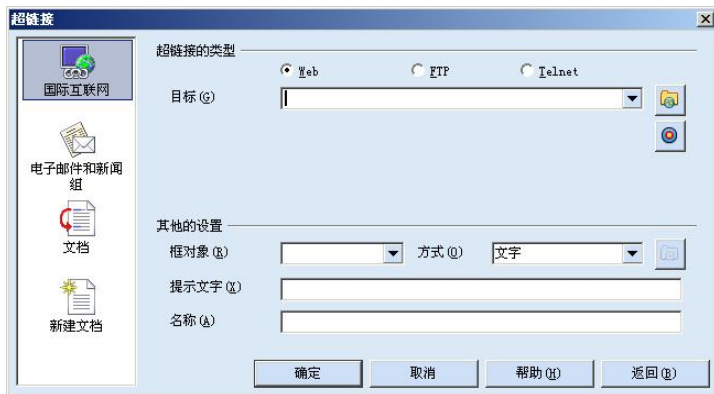 超链接
国际互联网
电子邮件和新闻
组
文档
新建文档
超链接的类型
Web FTP Telnet
目标(G)
其他的设置
框对象(R) 方式(O) 文字
提示文字(X)
名称(A)
确定 取消 帮助(H) 返回(B)